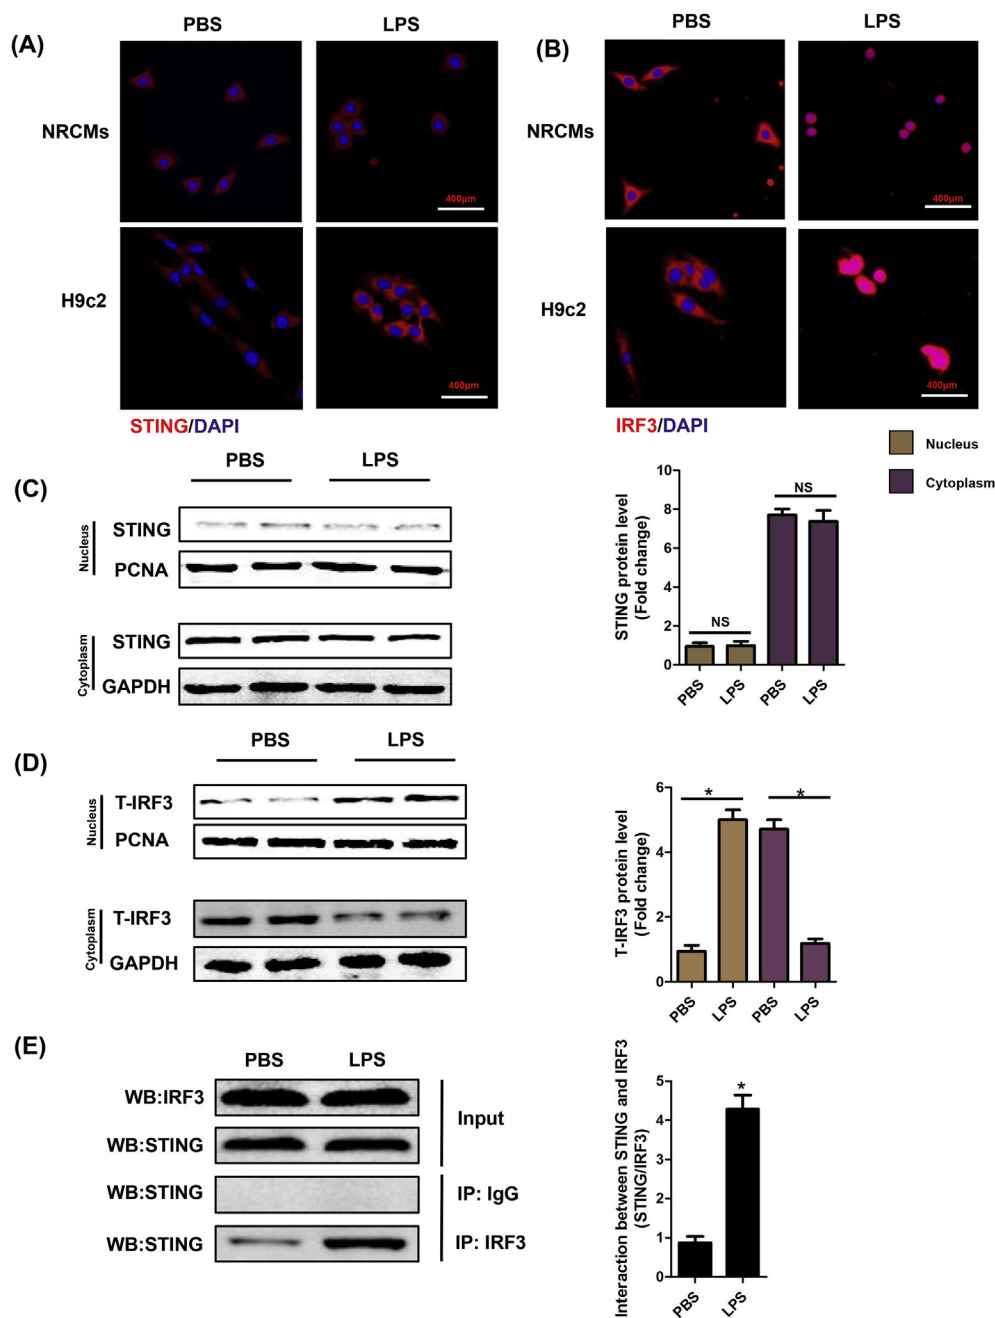 (A)
PBS
LPS
NRCMs
400μm
H9c2
400μm
STING/DAPI
(B)
PBS
LPS
NRCMs
400μm
H9c2
400μm
IRF3/DAPI
Nucleus
Cytoplasm
(C)
PBS
LPS
Nucleus
STING
PCNA
Cytoplasm
STING
GAPDH
STING protein level
(Fold change)
10
8
6
4
2
0
NS
NS
PBS
LPS
PBS
LPS
(D)
PBS
LPS
Nucleus
T-IRF3
PCNA
Cytoplasm
T-IRF3
GAPDH
T-IRF3 protein level
(Fold change)
6
4
2
0
*
*
PBS
LPS
PBS
LPS
(E)
PBS
LPS
WB:IRF3
WB:STING
Input
WB:STING
IP: IgG
WB:STING
IP: IRF3
Interaction between STING and IRF3
(STING/IRF3)
5
4
3
2
1
0
*
PBS
LPS